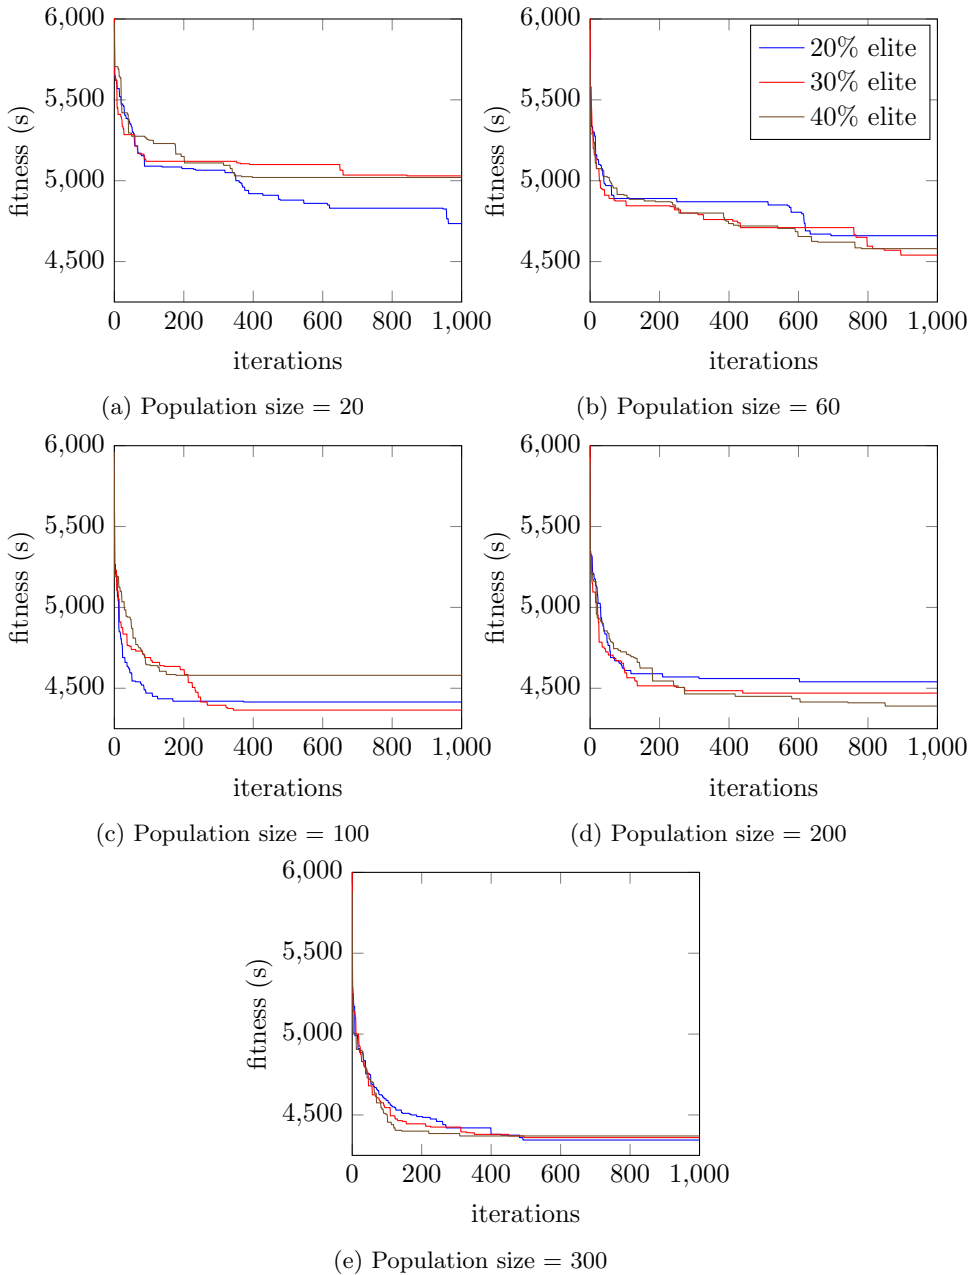 6,000
5,500
5,000
4,500
fitness (s)
0 200 400 600 800 1,000
iterations
(a) Population size = 20
6,000
5,500
5,000
4,500
fitness (s)
20% elite
30% elite
40% elite
0 200 400 600 800 1,000
iterations
(b) Population size = 60
6,000
5,500
5,000
4,500
fitness (s)
0 200 400 600 800 1,000
iterations
(c) Population size = 100
6,000
5,500
5,000
4,500
fitness (s)
0 200 400 600 800 1,000
iterations
(d) Population size = 200
6,000
5,500
5,000
4,500
fitness (s)
0 200 400 600 800 1,000
iterations
(e) Population size = 300